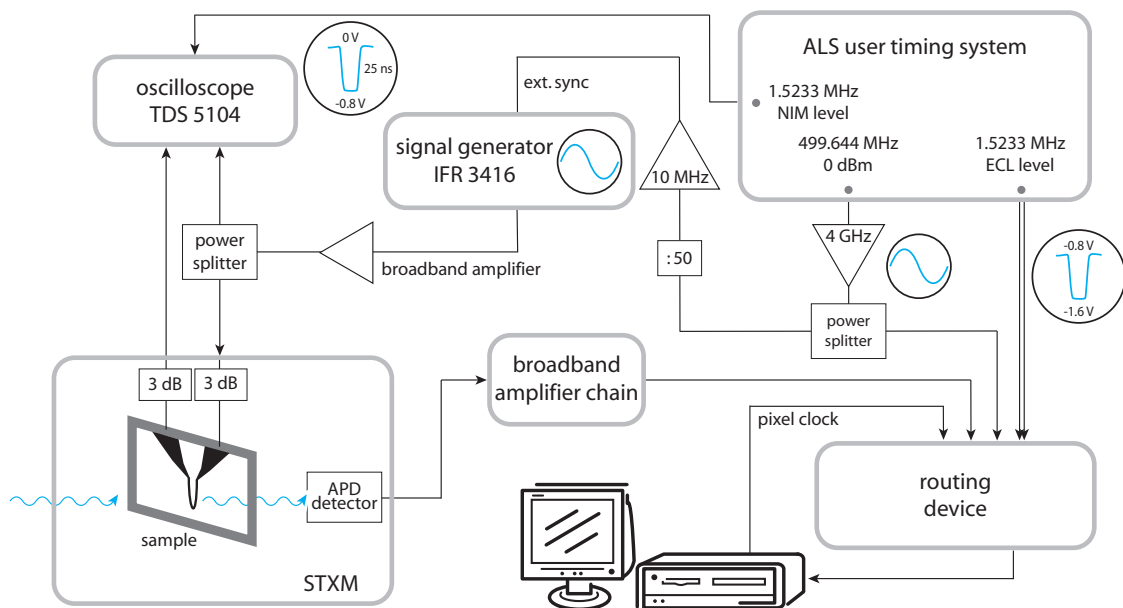 oscilloscope
TDS 5104
0 V
25 ns
-0.8 V
ext. sync
signal generator
IFR 3416
10 MHz
ALS user timing system
1.5233 MHz
NIM level
499.644 MHz
0 dBm
1.5233 MHz
ECL level
power
splitter
broadband amplifier
: 50
4 GHz
-0.8 V
-1.6 V
power
splitter
3 dB
3 dB
broadband
amplifier chain
pixel clock
APD
detector
sample
STXM
routing
device